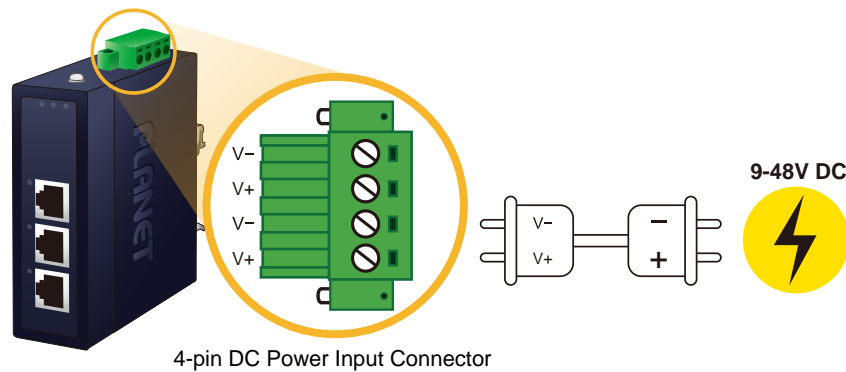 PLANET
V−
V+
V−
V+
V−
V+
−
+
9-48V DC
4-pin DC Power Input Connector